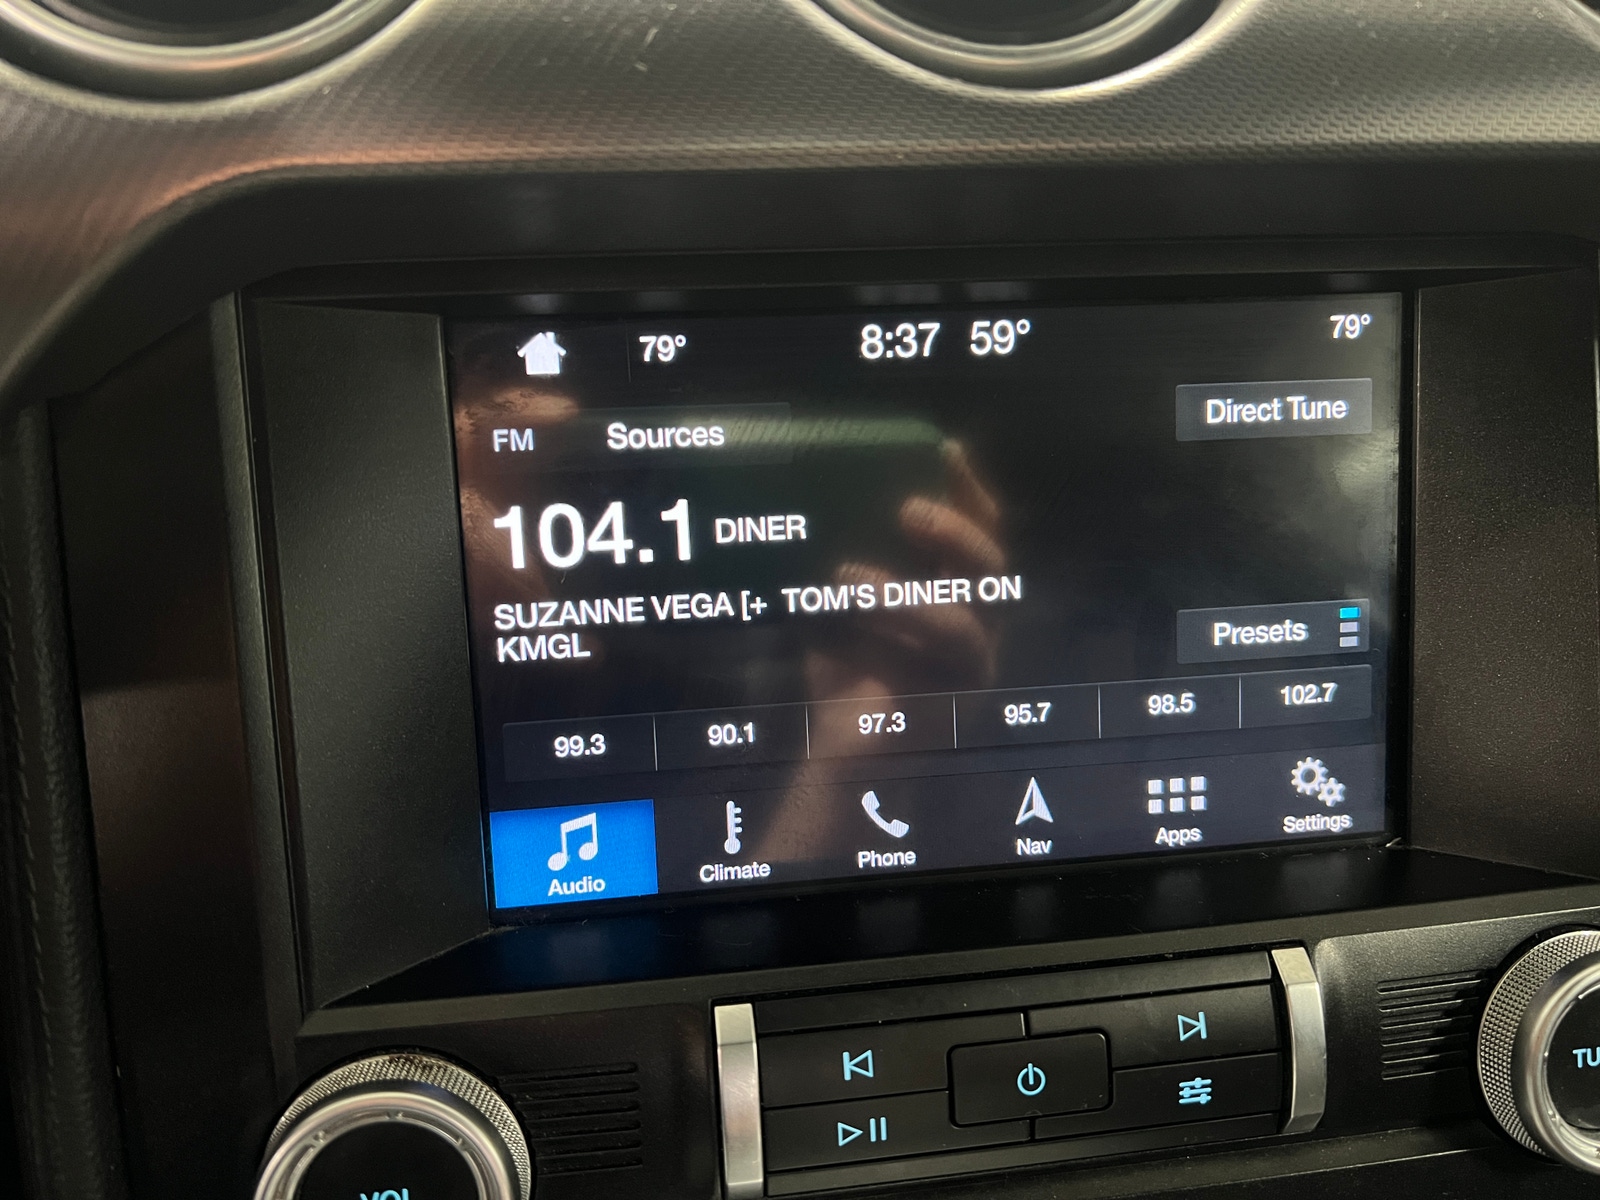 79° 8:37 59° 79°
FM Sources Direct Tune
104.1 DINER
SUZANNE VEGA [+ TOM'S DINER ON
KMGL
Presets
99.3 90.1 97.3 95.7 98.5 102.7
Audio Climate Phone Nav Apps Settings
VOL